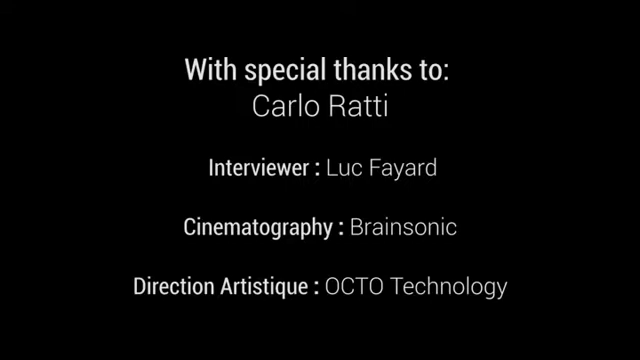 With special thanks to:
Carlo Ratti
Interviewer : Luc Fayard
Cinematography : Brainsonic
Direction Artistique : OCTO Technology